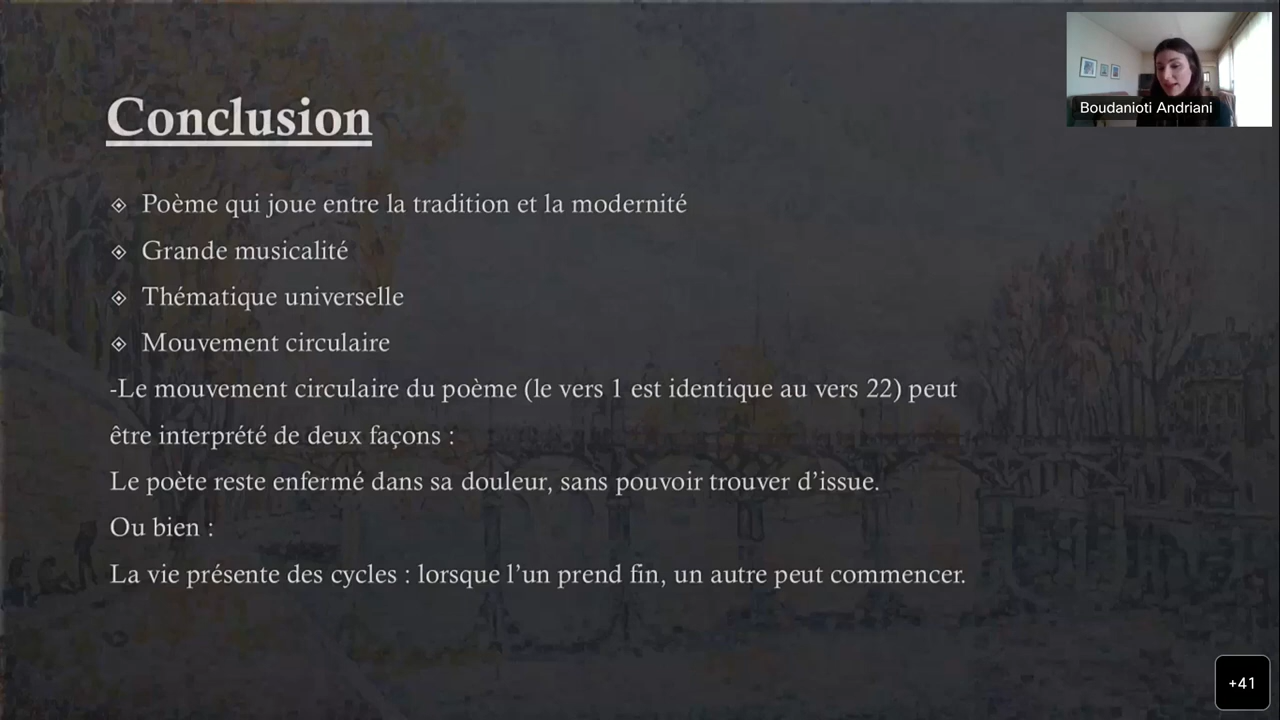 Conclusion
Poème qui joue entre la tradition et la modernité
Grande musicalité
Thématique universelle
Mouvement circulaire
-Le mouvement circulaire du poème (le vers 1 est identique au vers 22) peut
être interprété de deux façons :
Le poète reste enfermé dans sa douleur, sans pouvoir trouver d’issue.
Ou bien :
La vie présente des cycles : lorsque l’un prend fin, un autre peut commencer.
Boudanioti Andriani
+41